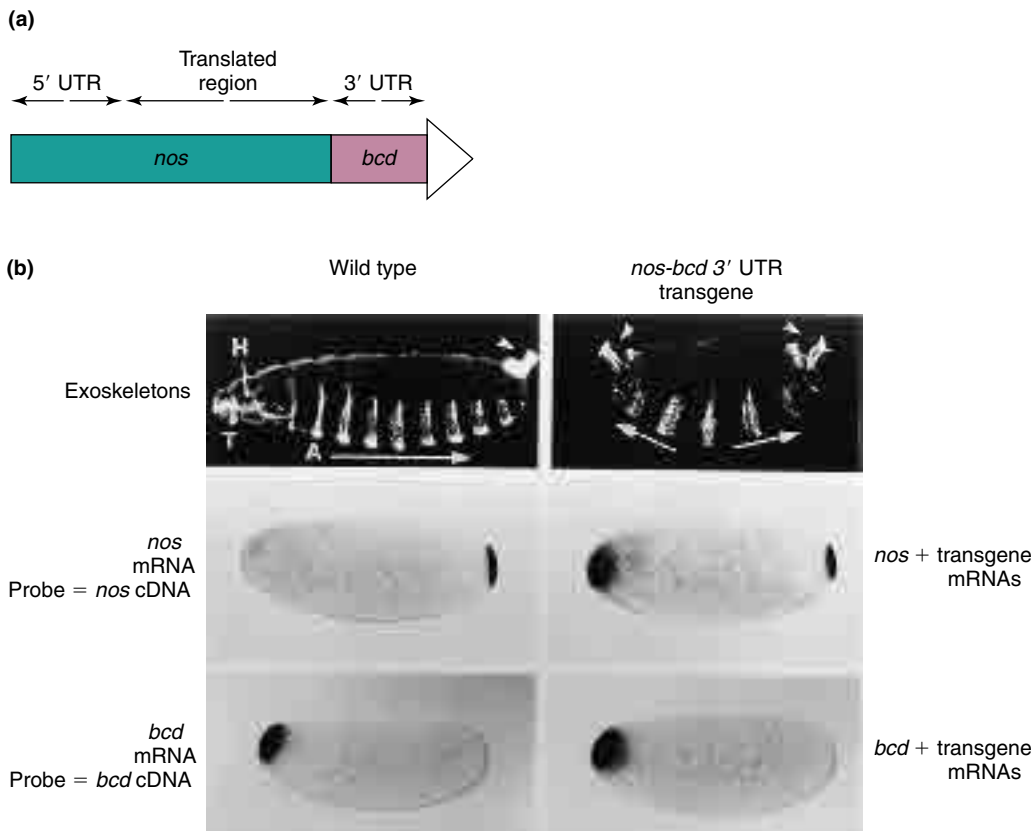 (a)
5′ UTR
Translated
region
3′ UTR
nos
bcd
(b)
Wild type
nos-bcd 3′ UTR
transgene
Exoskeletons
H
T
A
nos
mRNA
Probe = nos cDNA
nos + transgene
mRNAs
bcd
mRNA
Probe = bcd cDNA
bcd + transgene
mRNAs